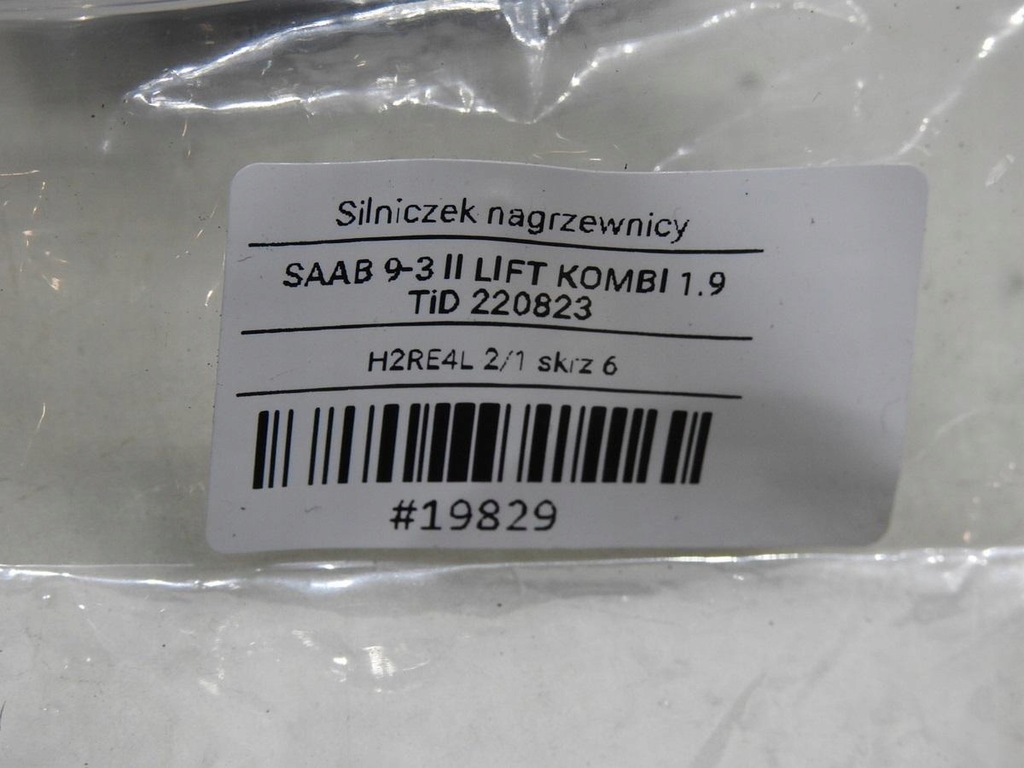 Silniczek nagrzewnicy
SAAB 9-3 II LIFT KOMBI 1.9
TiD 220823
H2RE4L 2/1 skrz 6
#19829